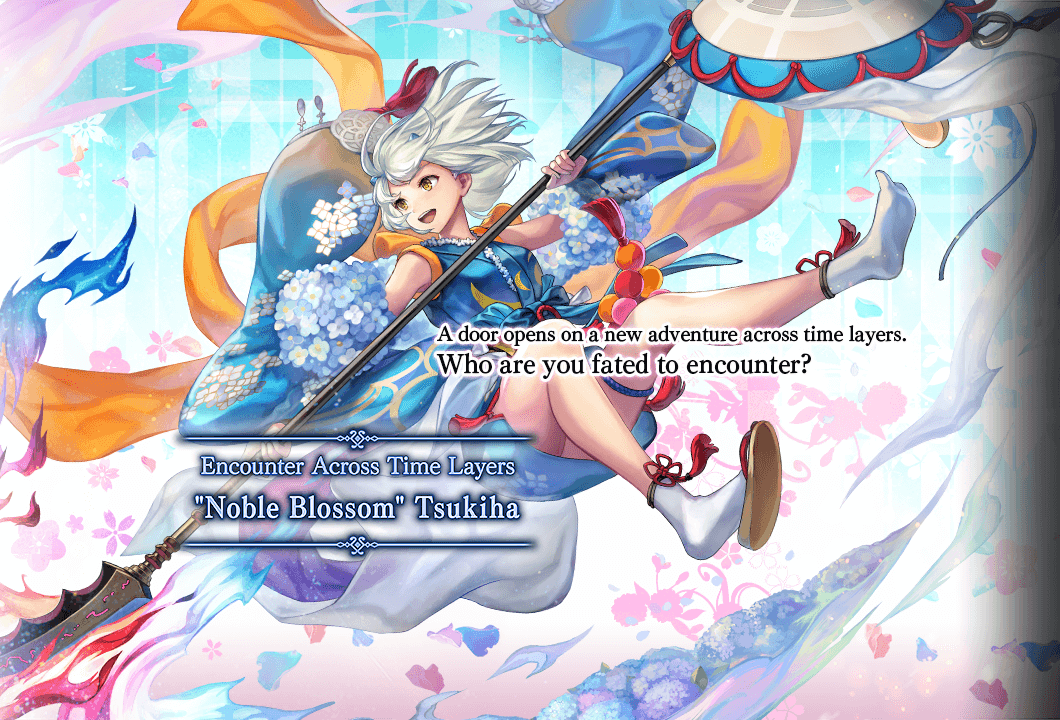 A door opens on a new adventure across time layers.
Who are you fated to encounter?
Encounter Across Time Layers
"Noble Blossom" Tsukiha